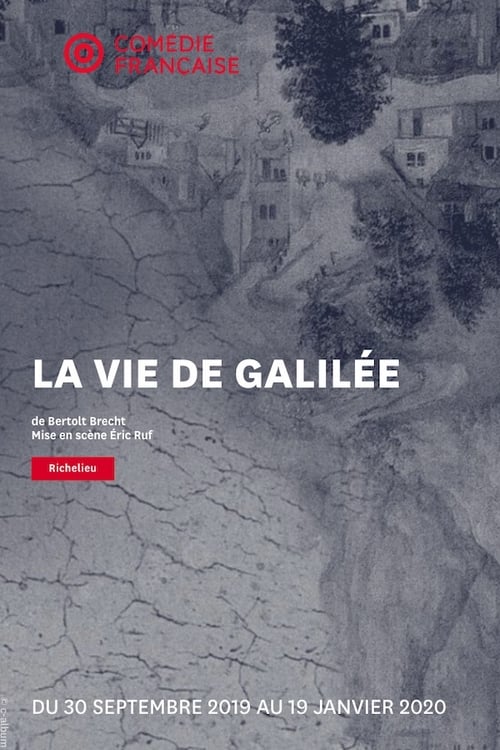 COMÉDIE
FRANÇAISE
LA VIE DE GALILÉE
de Bertolt Brecht
Mise en scène Éric Ruf
Richelieu
DU 30 SEPTEMBRE 2019 AU 19 JANVIER 2020
© c-album